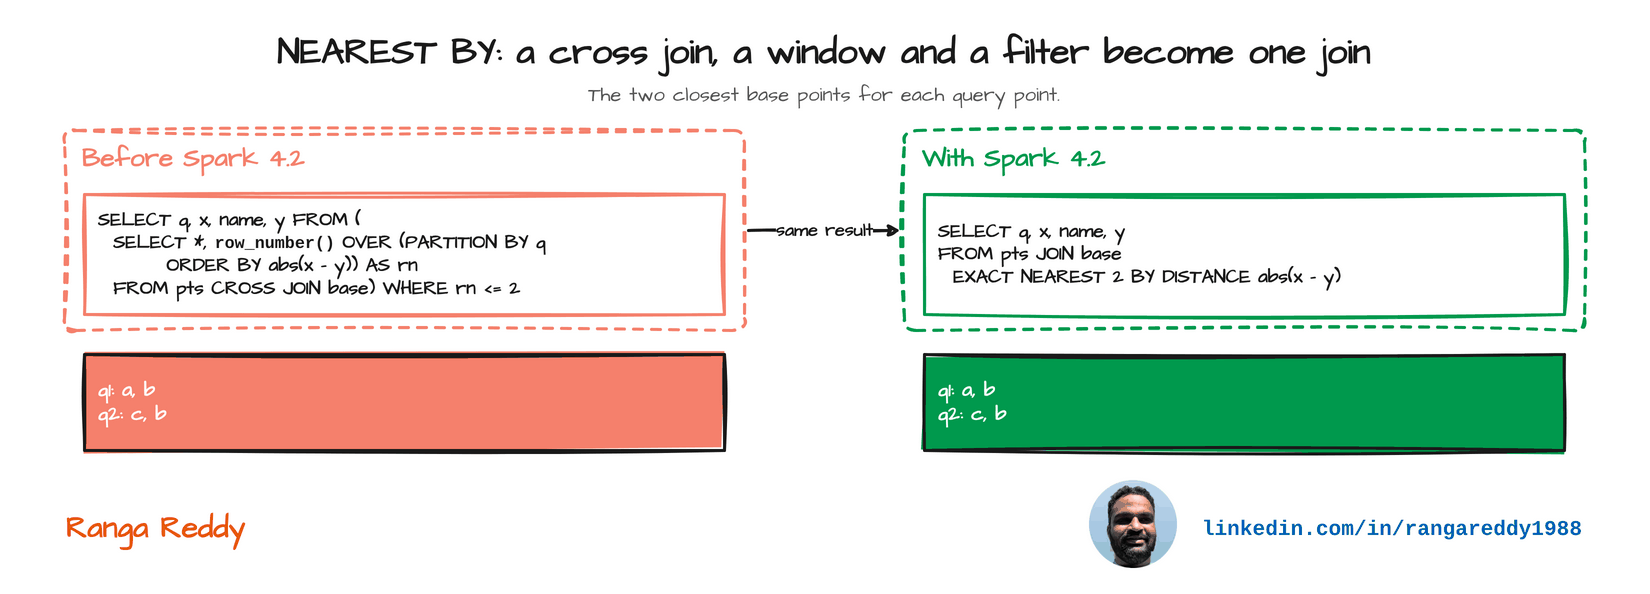 NEAREST BY: a cross join, a window and a filter become one join
The two closest base points for each query point.
Before Spark 4.2
SELECT q, x, name, y FROM (
SELECT *, row_number() OVER (PARTITION BY q
ORDER BY abs(x - y)) AS rn
FROM pts CROSS JOIN base) WHERE rn <= 2
same result
With Spark 4.2
SELECT q, x, name, y
FROM pts JOIN base
EXACT NEAREST 2 BY DISTANCE abs(x - y)
q1: a, b
q2: c, b
q1: a, b
q2: c, b
Ranga Reddy
linkedin.com/in/rangareddy1988